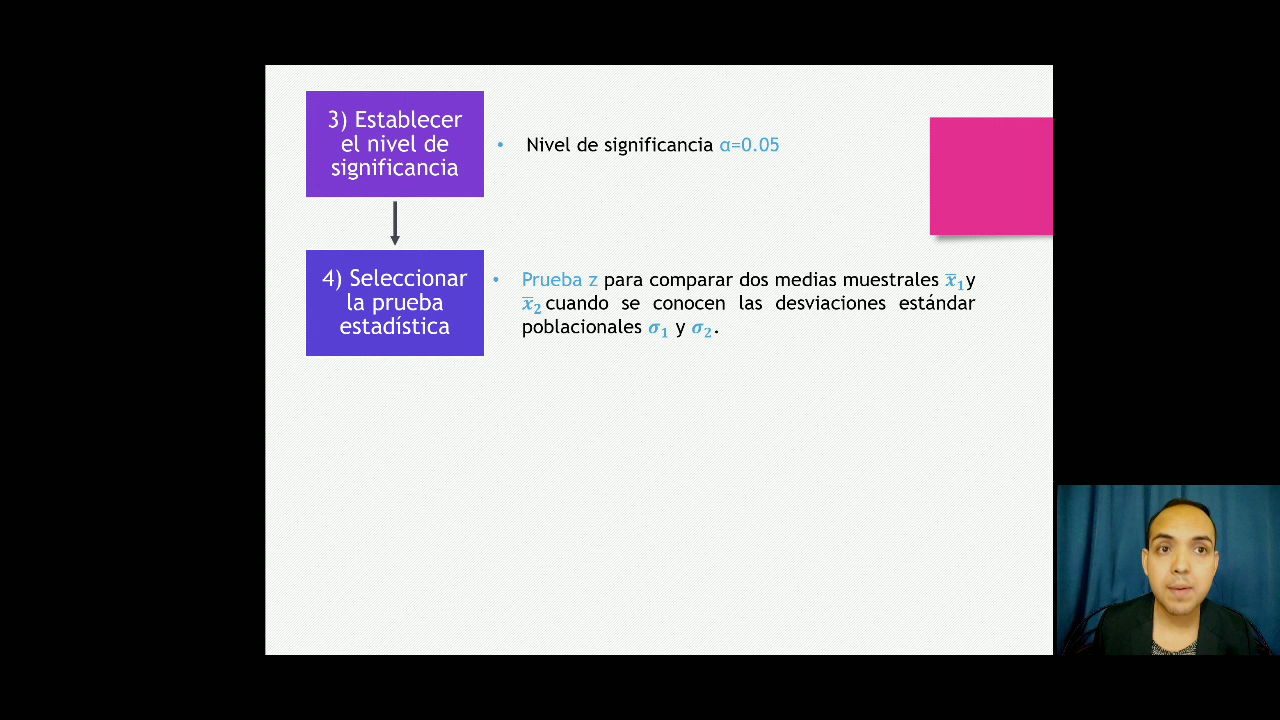 3) Establecer
el nivel de
significancia
• Nivel de significancia α=0.05
4) Seleccionar
la prueba
estadística
• Prueba z para comparar dos medias muestrales x̅₁y
x̅₂ cuando se conocen las desviaciones estándar
poblacionales σ₁ y σ₂.